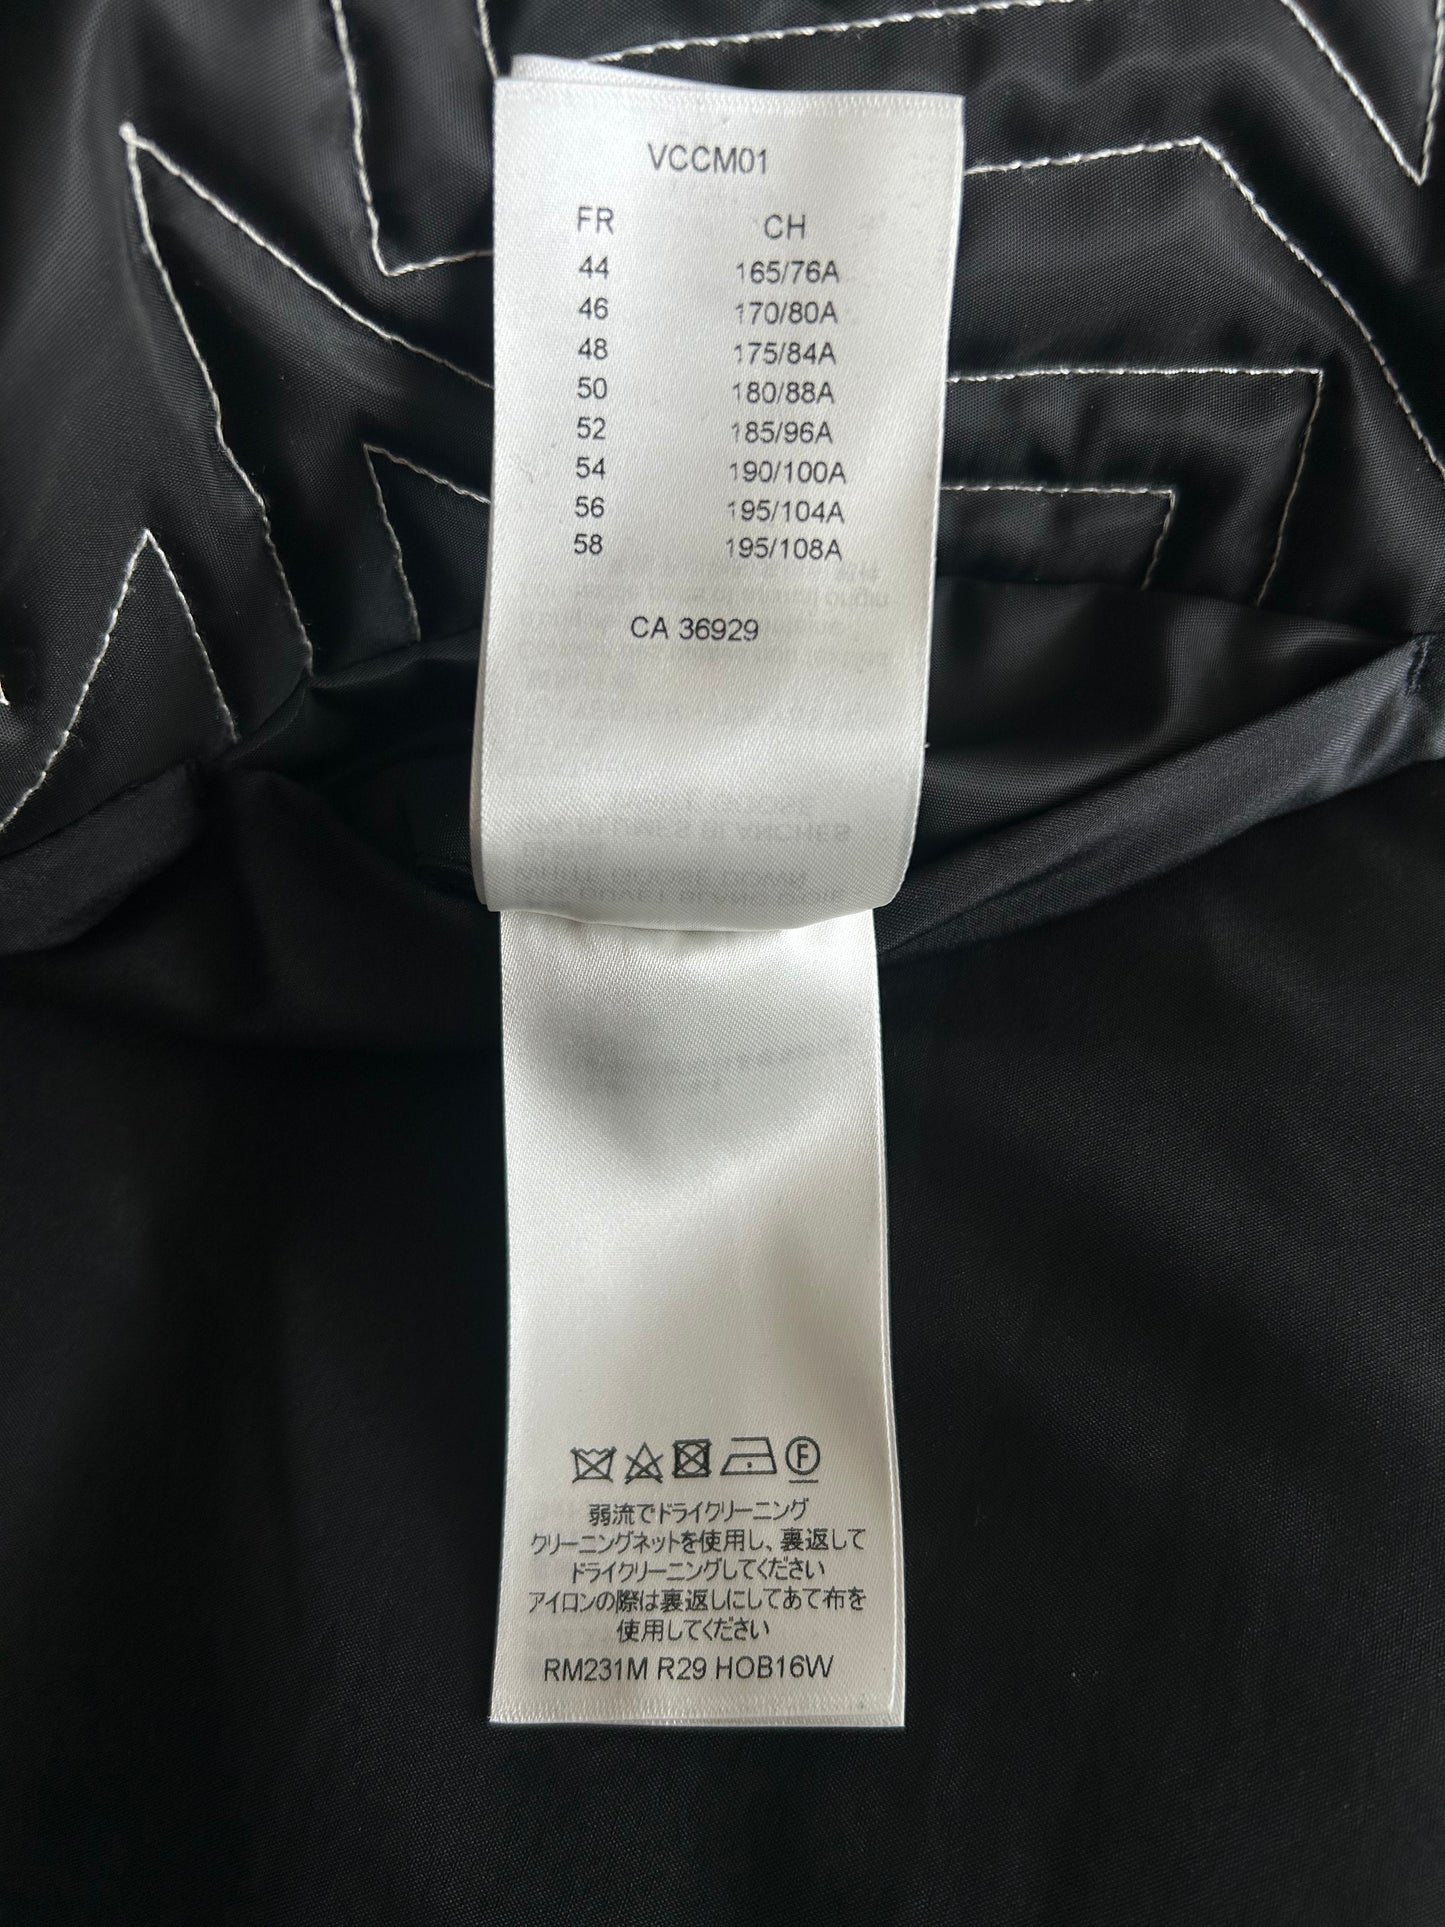 VCCM01
FR CH
44 165/76A
46 170/80A
48 175/84A
50 180/88A
52 185/96A
54 190/100A
56 195/104A
58 195/108A
CA 36929
F
弱流でドライクリーニング
クリーニングネットを使用し、裏返して
ドライクリーニングしてください
アイロンの際は裏返しにしてあて布を
使用してください
RM231M R29 HOB16W